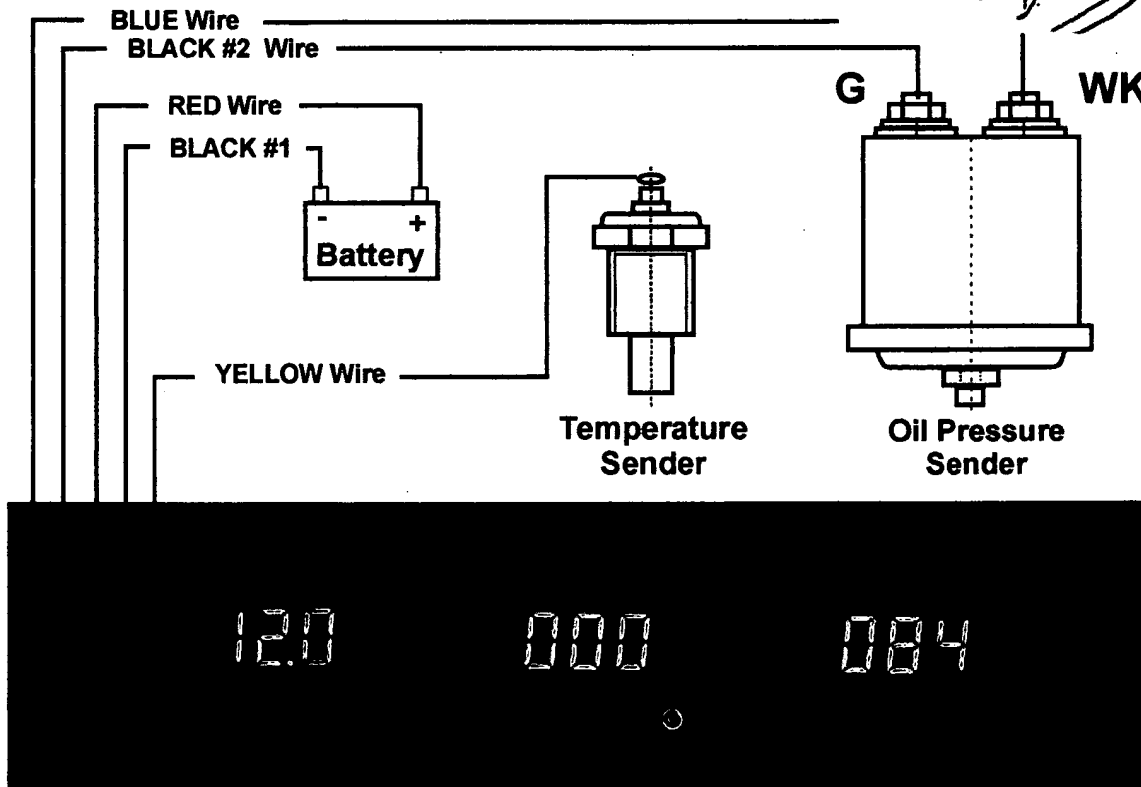 BLUE Wire
BLACK #2 Wire
G
WK
RED Wire
BLACK #1
-
+
Battery
YELLOW Wire
Temperature
Sender
Oil Pressure
Sender
12.0
000
084